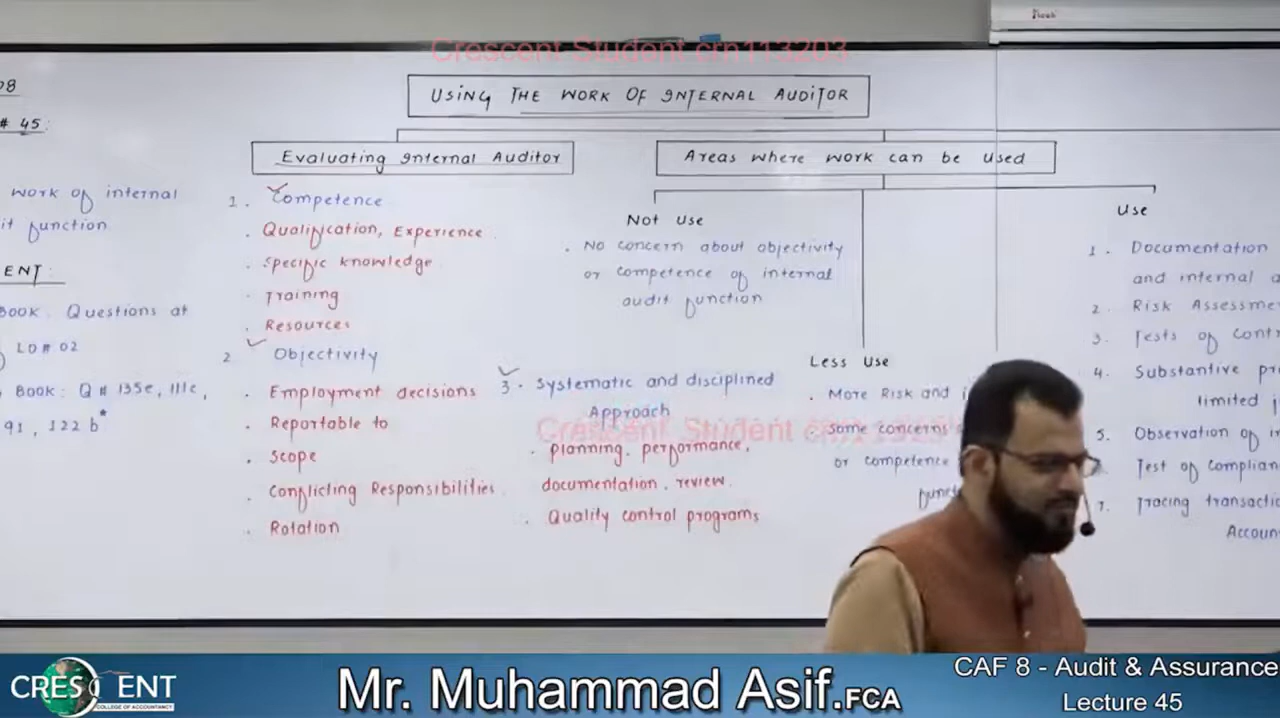 Crescent Student crn113203
08
# 45:
USING THE WORK OF INTERNAL AUDITOR
Evaluating Internal Auditor
Areas where work can be used
work of internal
it function
ENT:
BOOK: Questions at
LO# 02
Book: Q # 135e, 111c,
91, 122 b*
1. Competence
. Qualification, Experience
. Specific knowledge
. Training
. Resources
2. Objectivity
. Employment decisions
. Reportable to
. Scope
. Conflicting Responsibilities
. Rotation
3. Systematic and disciplined
Approach
. planning, performance,
documentation, review.
. Quality control programs
Not Use
. No concern about objectivity
or competence of internal
audit function
Less Use
. More Risk and
. some concerns
or competence
Use
1. Documentation
and internal
2. Risk Assessme
3. Tests of Cont
4. Substantive pr
limited
5. Observation of in
Test of Complian
7. Tracing transact
Accoun
Crescent Student
CRESCENT
COLLEGE OF ACCOUNTANCY
Mr. Muhammad Asif.FCA
CAF 8 - Audit & Assurance
Lecture 45